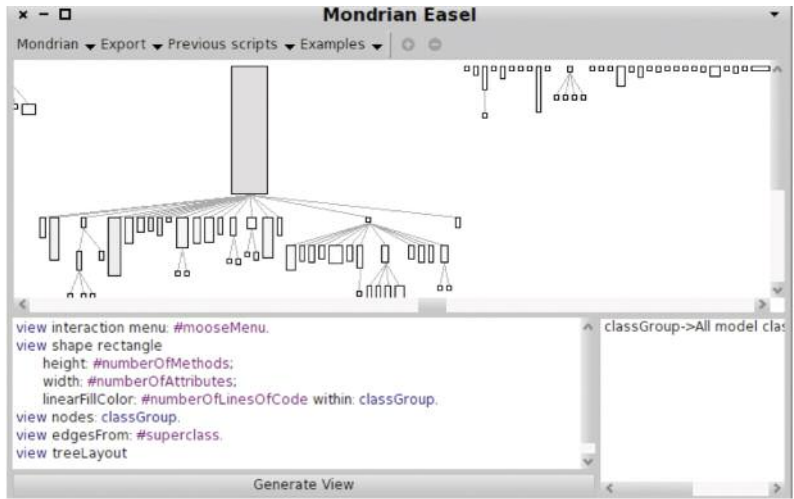 Mondrian Easel
Mondrian Export Previous scripts Examples
view interaction menu: #mooseMenu.
view shape rectangle
height: #numberOfMethods;
width: #numberOfAttributes;
linearFillColor: #numberOfLinesOfCode within: classGroup.
view nodes: classGroup.
view edgesFrom: #superclass.
view treeLayout
classGroup->All model clas
Generate View